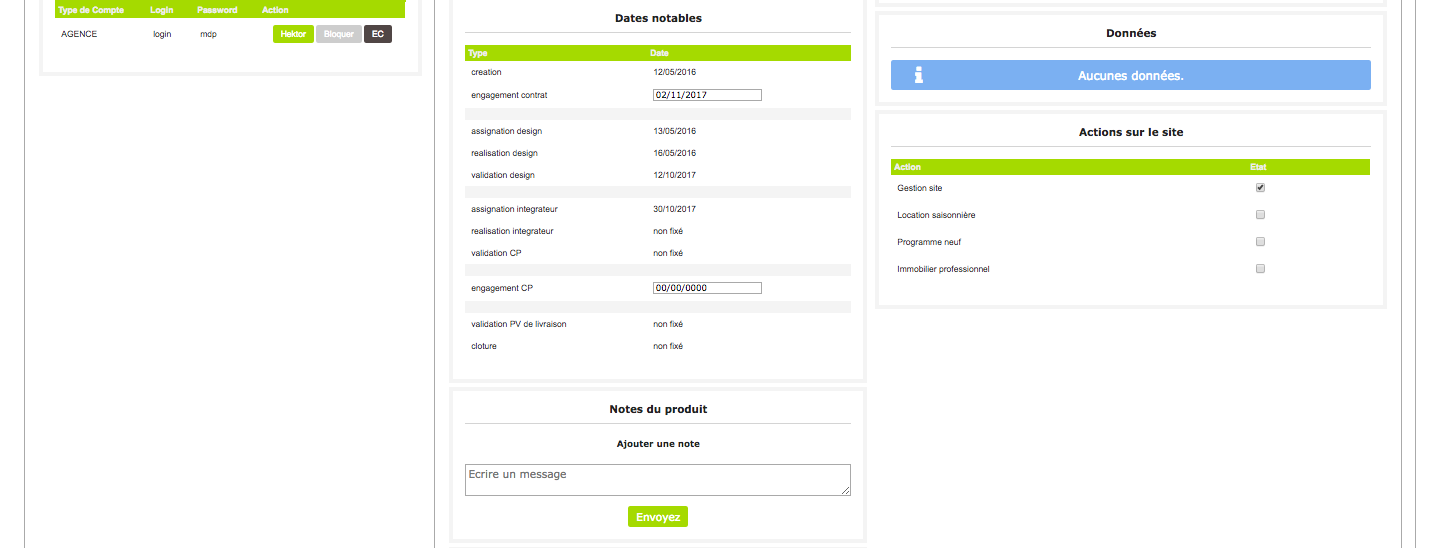 Type de Compte Login Password Action
AGENCE login mdp Hektor Bloquer EC
Dates notables
Type Date
creation 12/05/2016
engagement contrat 02/11/2017
assignation design 13/05/2016
realisation design 16/05/2016
validation design 12/10/2017
assignation integrateur 30/10/2017
realisation integrateur non fixé
validation CP non fixé
engagement CP 00/00/0000
validation PV de livraison non fixé
cloture non fixé
Notes du produit
Ajouter une note
Ecrire un message
Envoyez
Données
Aucunes données.
Actions sur le site
Action Etat
Gestion site
Location saisonnière
Programme neuf
Immobilier professionnel